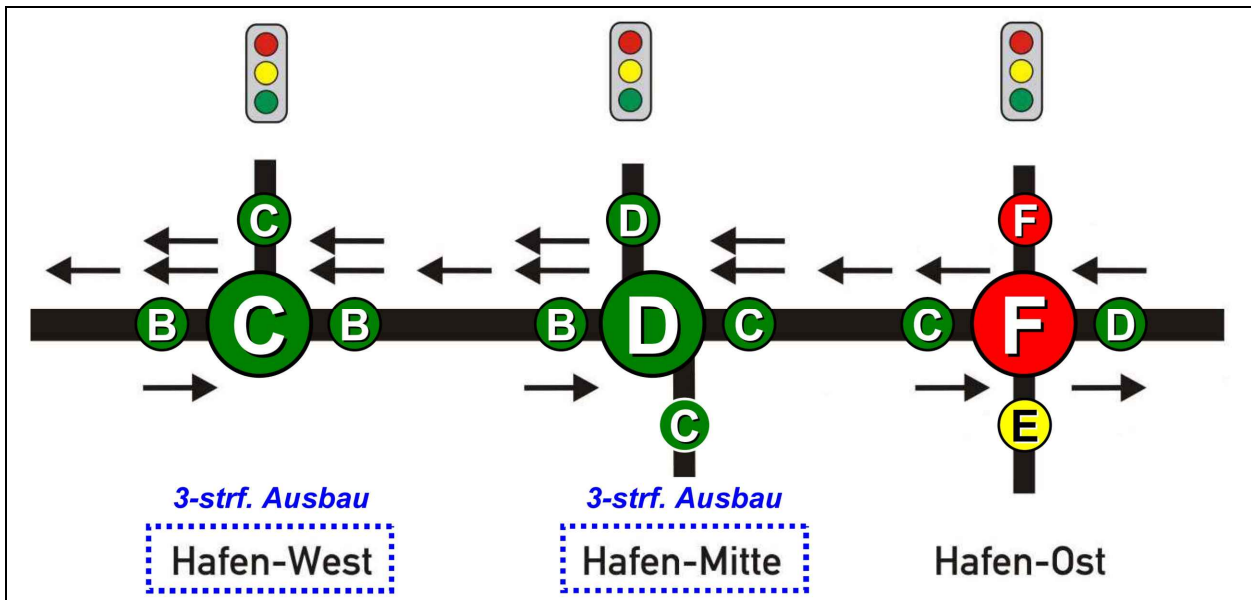 C
D
F
B
C
B
B
D
C
C
F
D
C
E
3-strf. Ausbau
3-strf. Ausbau
Hafen-West
Hafen-Mitte
Hafen-Ost